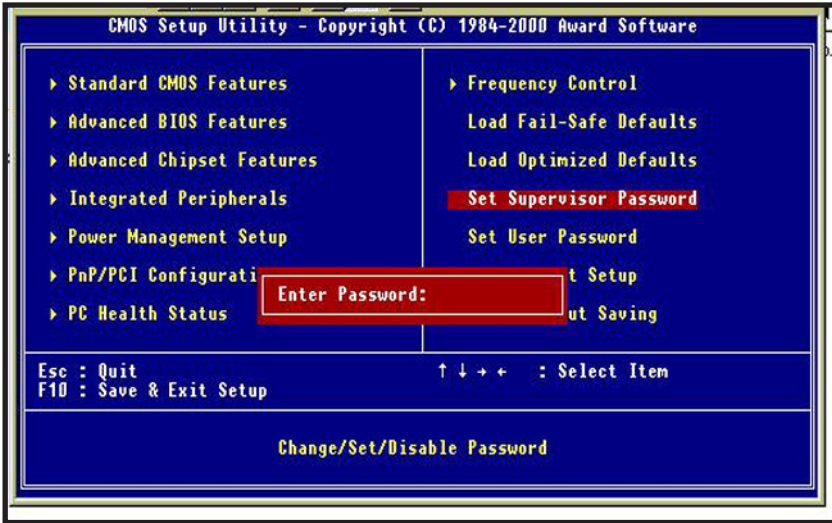 CMOS Setup Utility - Copyright (C) 1984-2000 Award Software
Standard CMOS Features
Advanced BIOS Features
Advanced Chipset Features
Integrated Peripherals
Power Management Setup
PnP/PCI Configurati
PC Health Status
Frequency Control
Load Fail-Safe Defaults
Load Optimized Defaults
Set Supervisor Password
Set User Password
t Setup
ut Saving
Enter Password:
Esc : Quit
F10 : Save & Exit Setup
↑ ↓ → ← : Select Item
Change/Set/Disable Password